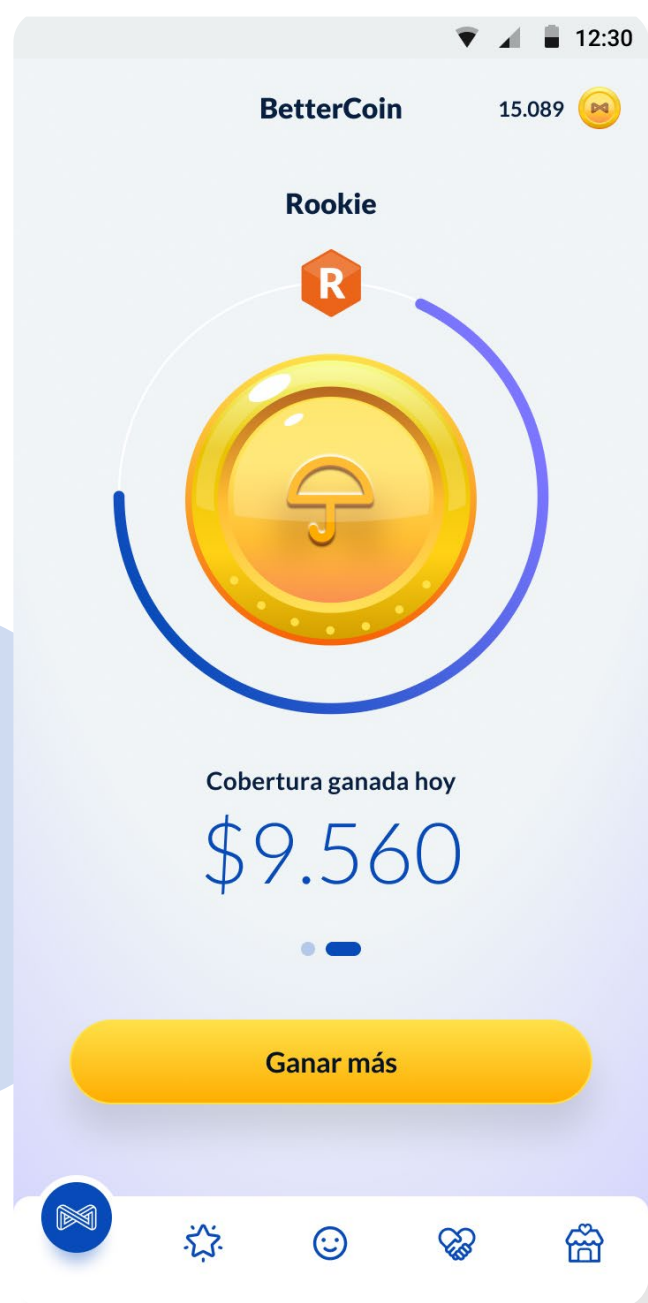 12:30
BetterCoin
15.089
Rookie
R
Cobertura ganada hoy
$9.560
Ganar más